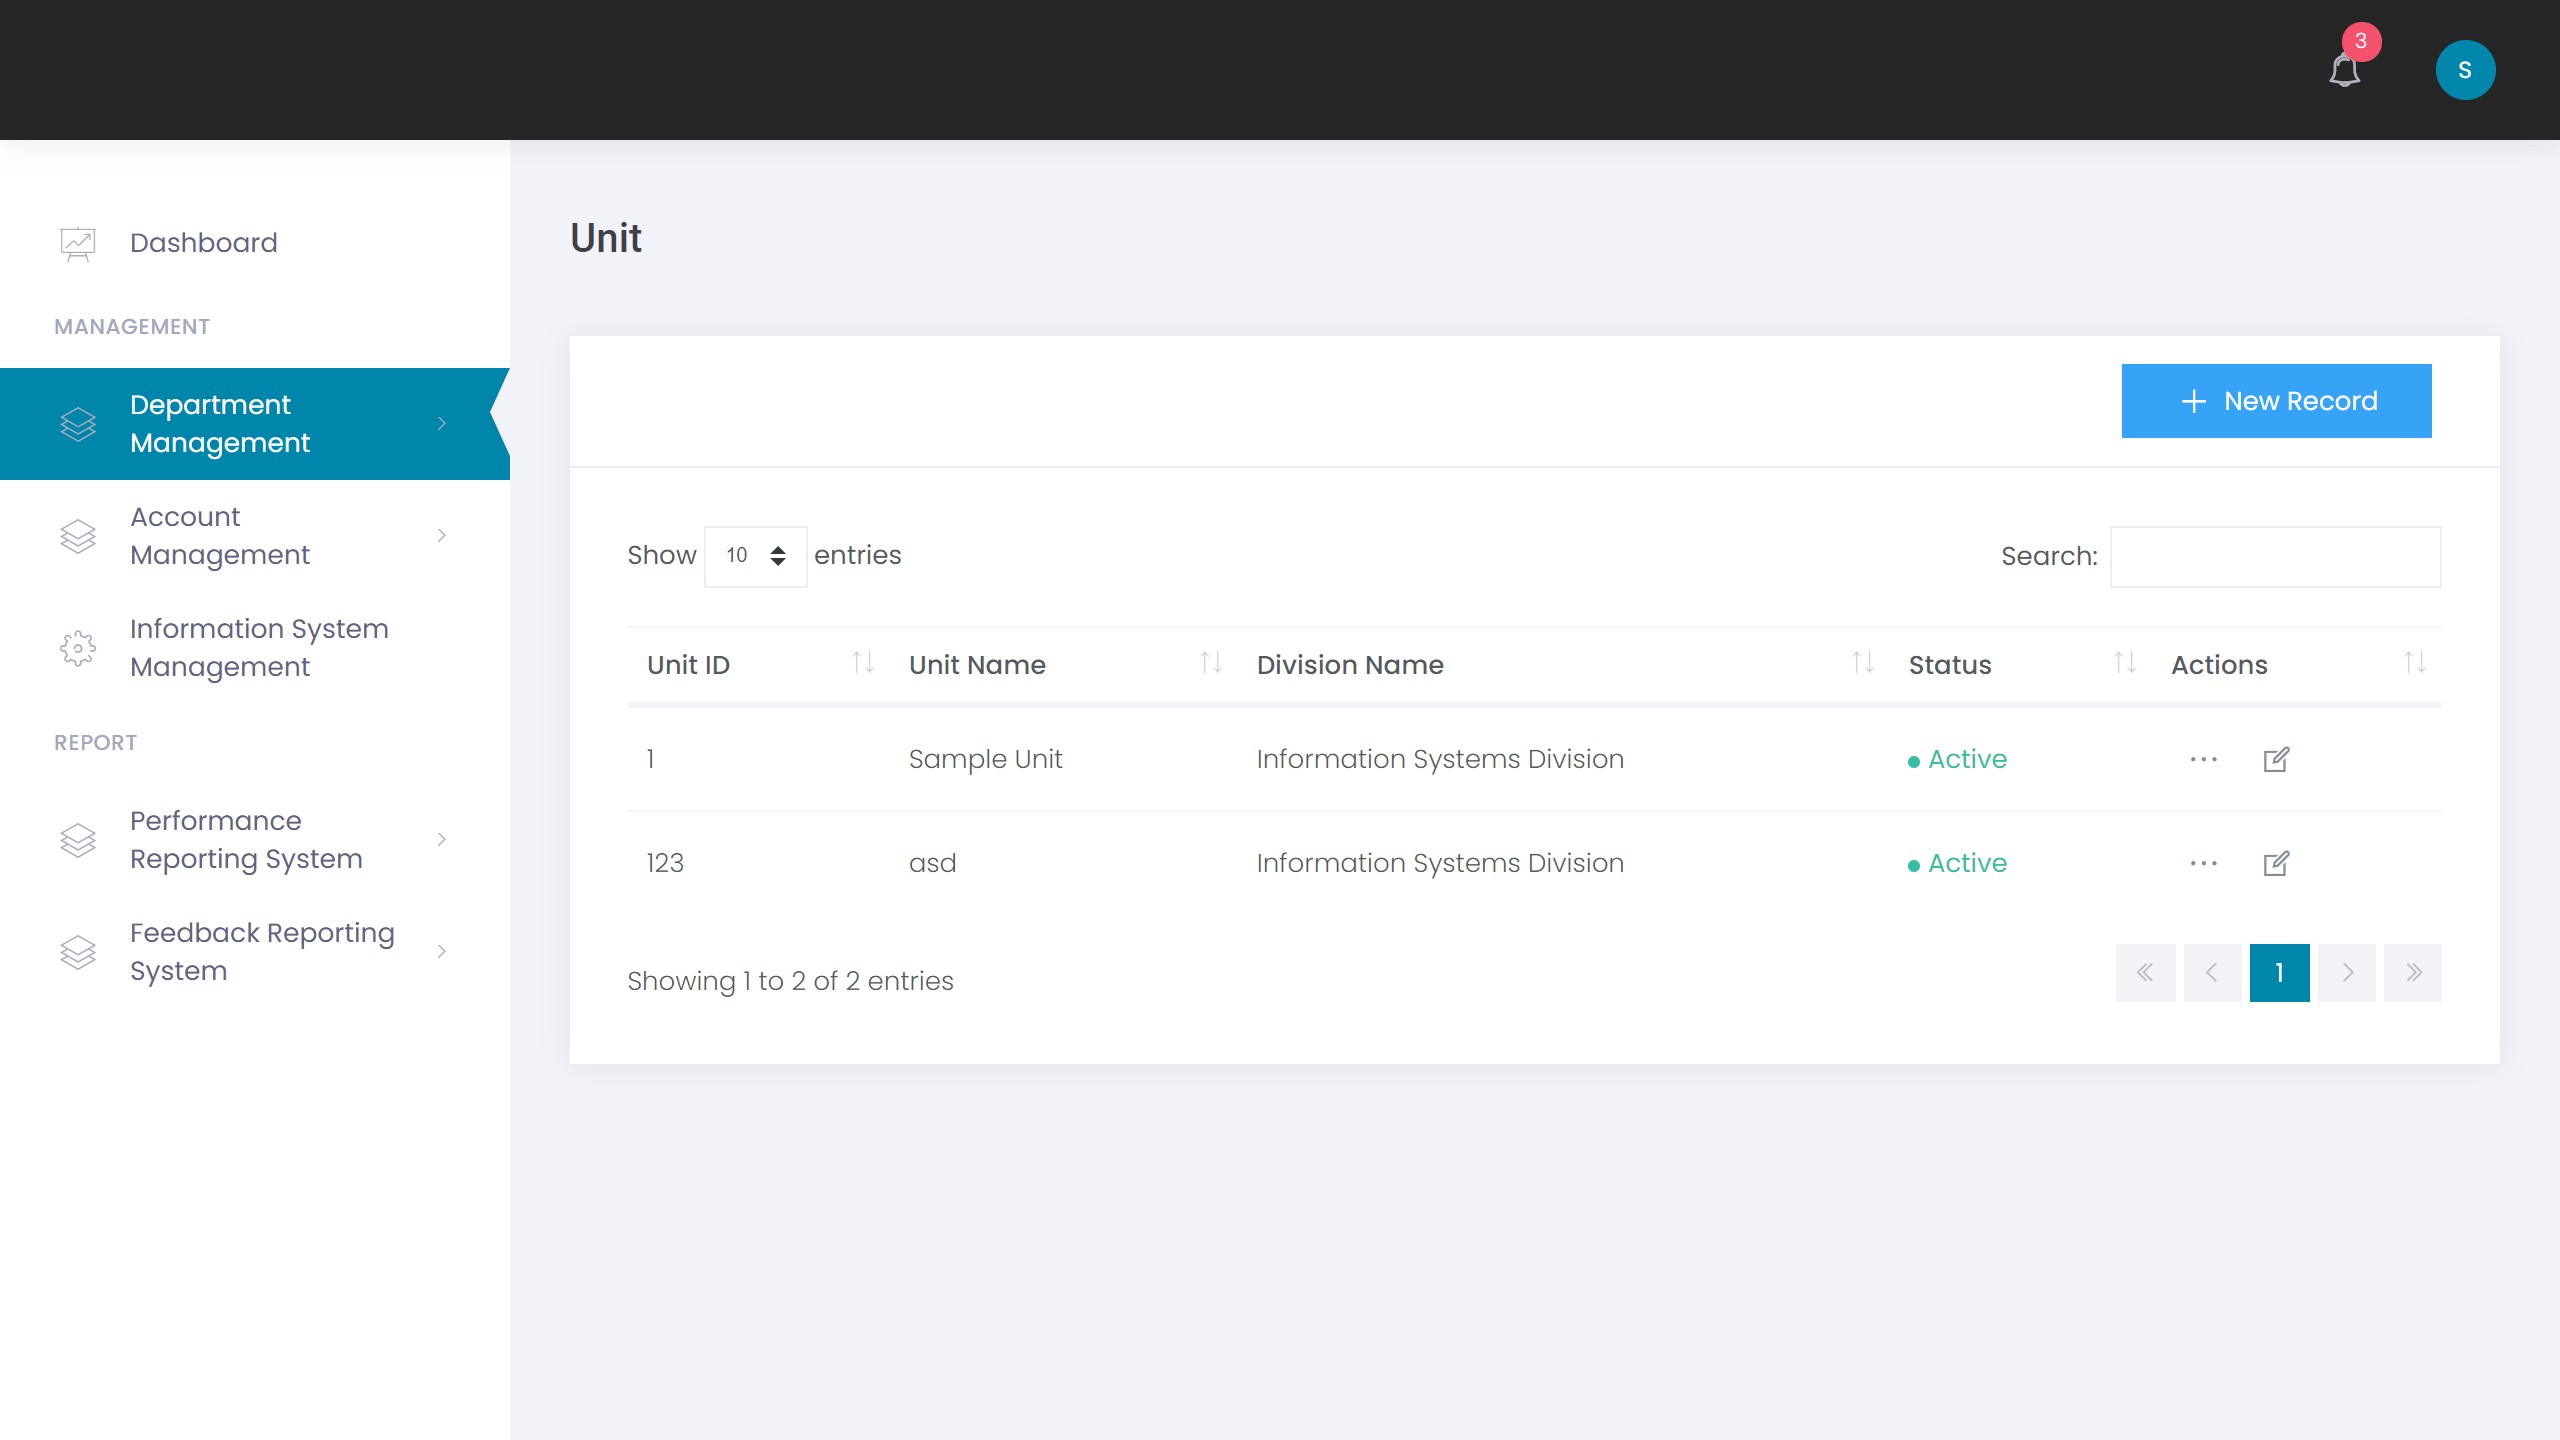 3
S
Dashboard
MANAGEMENT
Department
Management
Account
Management
Information System
Management
REPORT
Performance
Reporting System
Feedback Reporting
System
Unit
New Record
Show 10 entries
Search:
Unit ID Unit Name Division Name Status Actions
1 Sample Unit Information Systems Division Active
123 asd Information Systems Division Active
Showing 1 to 2 of 2 entries
1